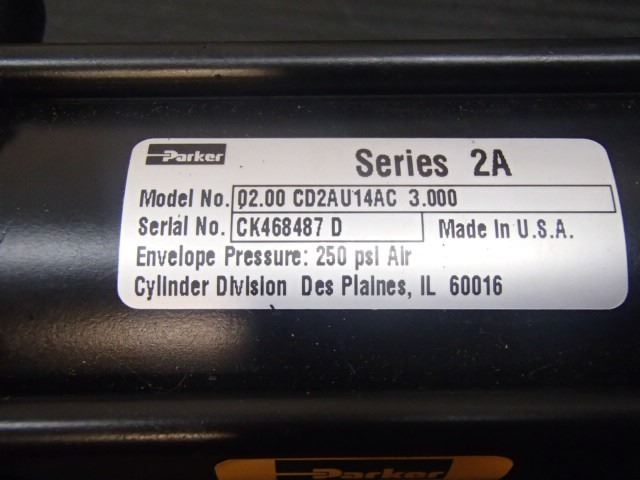 Parker Series 2A
Model No. 02.00 CD2AU14AC 3.000
Serial No. CK468487 D Made In U.S.A.
Envelope Pressure: 250 psi Air
Cylinder Division Des Plaines, IL 60016
Parker